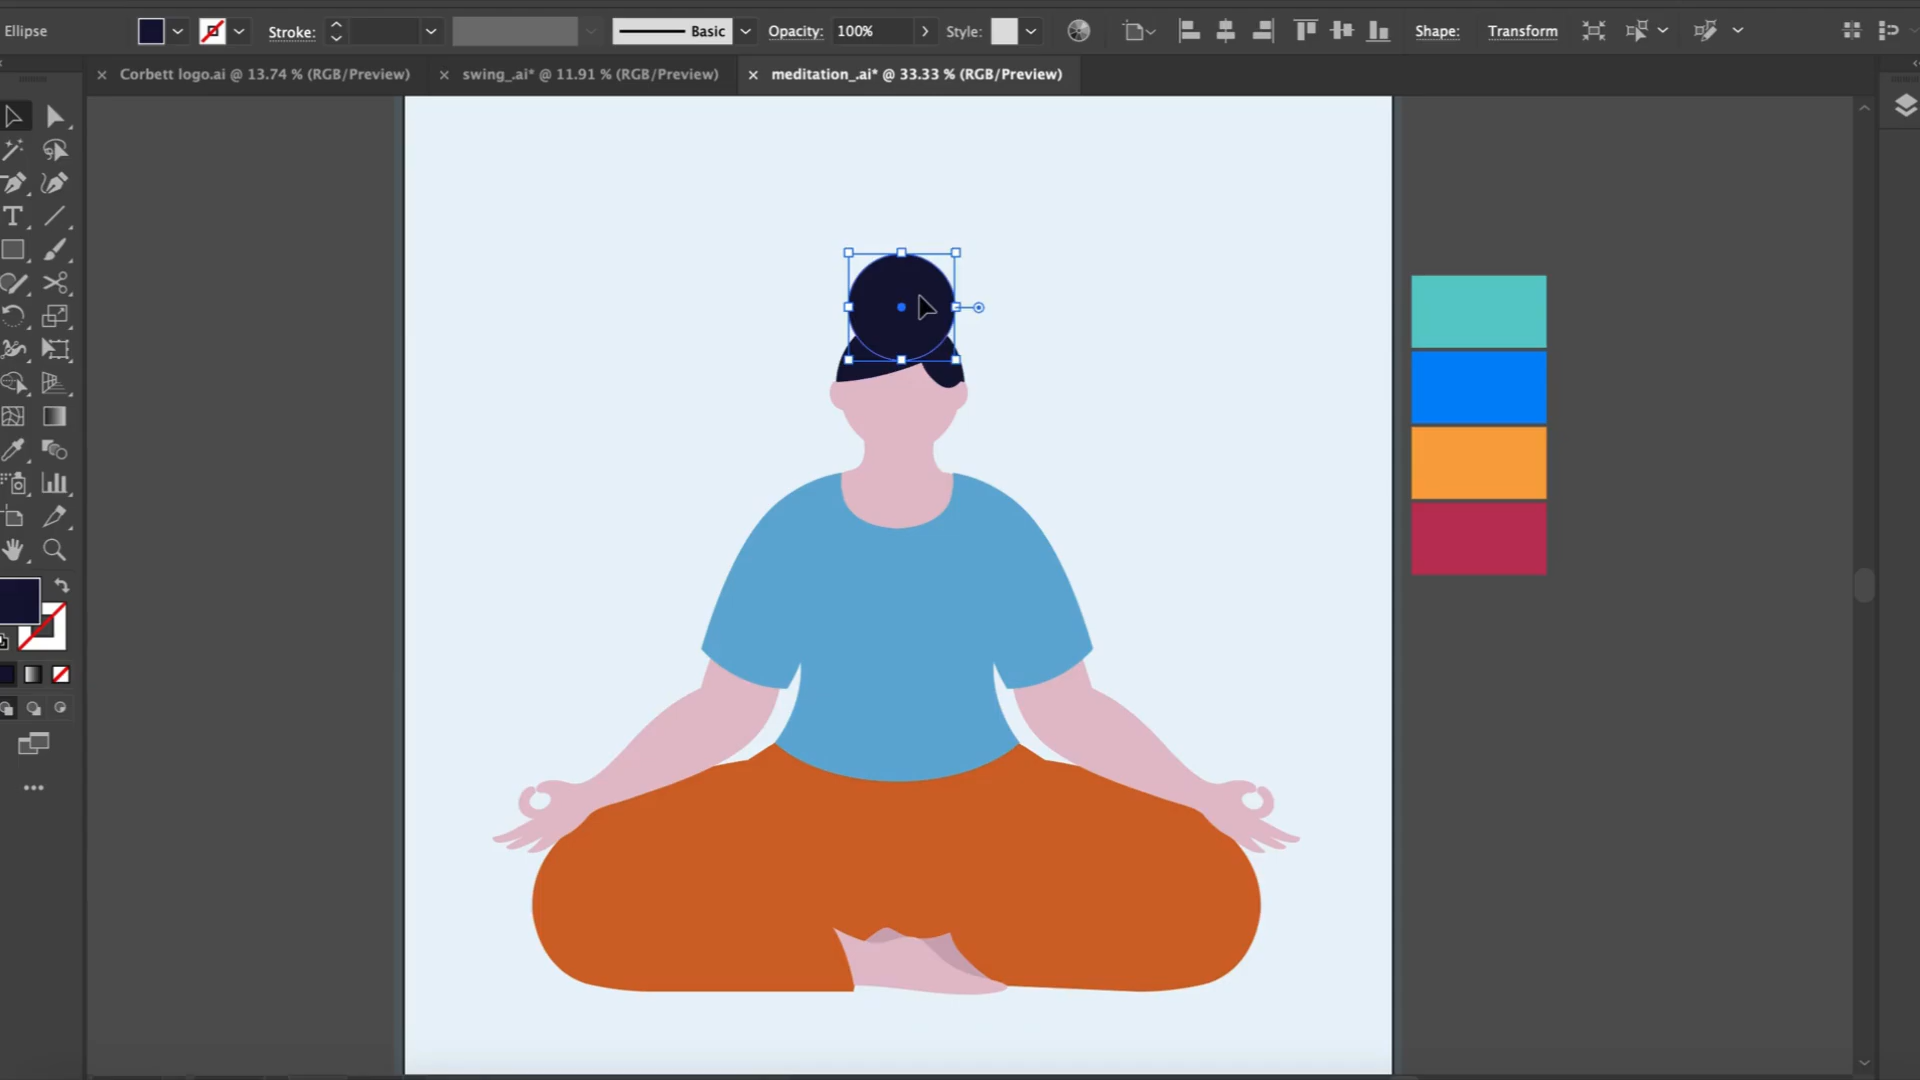 Ellipse Stroke: Basic Opacity: 100% Style: Shape: Transform
Corbett logo.ai @ 13.74 % (RGB/Preview) swing_.ai* @ 11.91 % (RGB/Preview) meditation_.ai* @ 33.33 % (RGB/Preview)